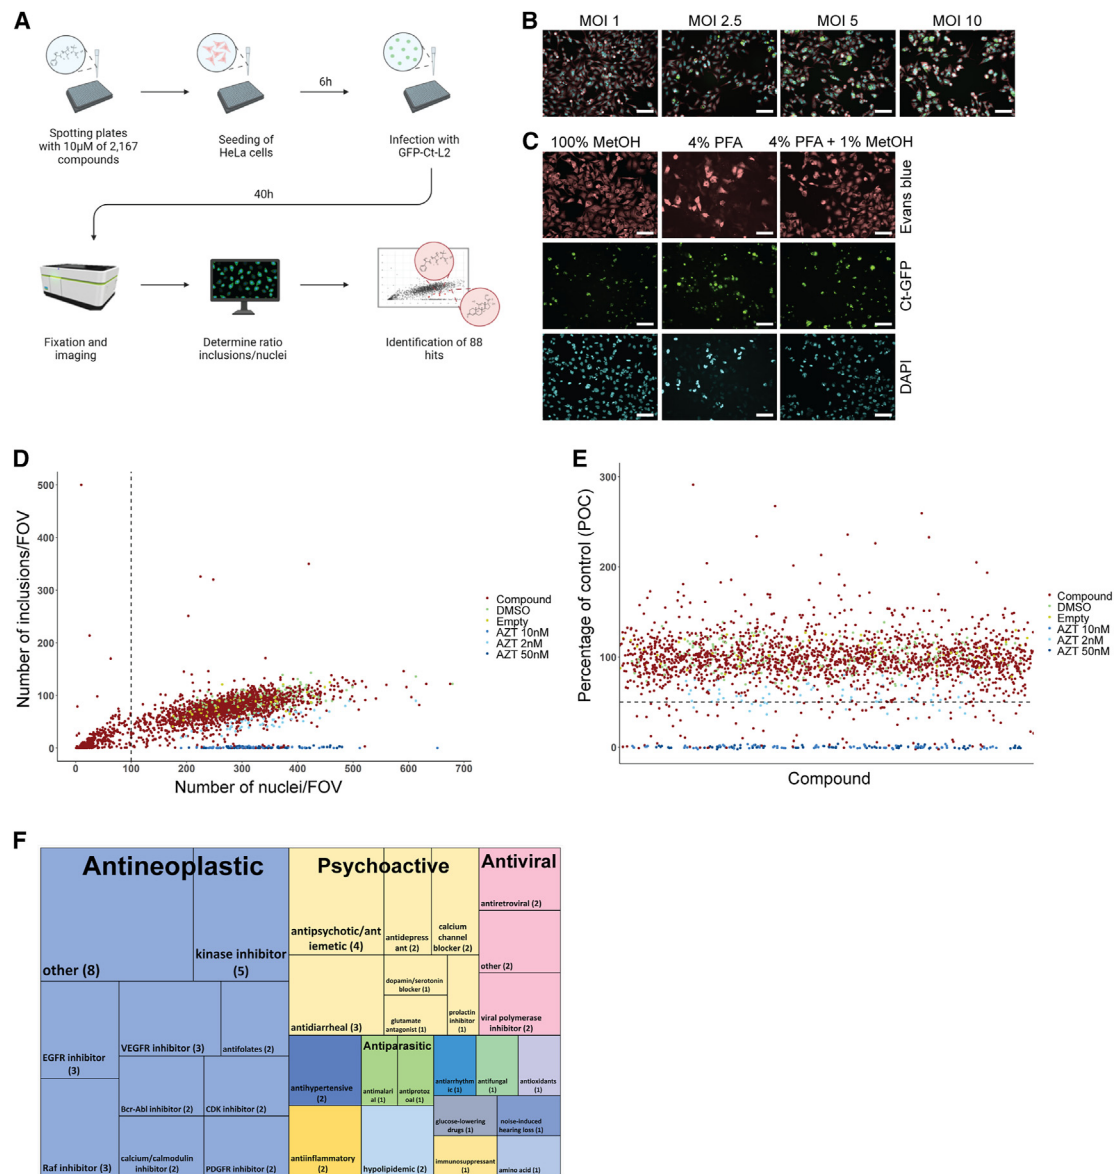 A
Spotting plates
with 10µM of 2,167
compounds
Seeding of
HeLa cells
6h
Infection with
GFP-Ct-L2
40h
Fixation and
imaging
Determine ratio
inclusions/nuclei
Identification of 88
hits
B
MOI 1
MOI 2.5
MOI 5
MOI 10
C
100% MetOH
4% PFA
4% PFA + 1% MetOH
Evans blue
Ct-GFP
DAPI
D
Number of inclusions/FOV
500
400
300
200
100
0
0
100
200
300
400
500
600
700
Number of nuclei/FOV
Compound
DMSO
Empty
AZT 10nM
AZT 2nM
AZT 50nM
E
Percentage of control (POC)
300
200
100
0
Compound
Compound
DMSO
Empty
AZT 10nM
AZT 2nM
AZT 50nM
F
Antineoplastic
other (8)
kinase inhibitor
(5)
EGFR inhibitor
(3)
VEGFR inhibitor (3)
antifolates (2)
Bcr-Abl inhibitor (2)
CDK inhibitor (2)
Raf inhibitor (3)
calcium/calmodulin
inhibitor (2)
PDGFR inhibitor (2)
Psychoactive
antipsychotic/ant
iemetic (4)
antidepress
ant (2)
calcium
channel
blocker (2)
antidiarrheal (3)
dopamin/serotonin
blocker (1)
glutamate
antagonist (1)
prolactin
inhibitor
(1)
Antiviral
antiretroviral (2)
other (2)
viral polymerase
inhibitor (2)
antihypertensive
(2)
Antiparasitic
antimalari
al (1)
antiprotoz
oal (1)
antiarrhythm
ic (1)
antifungal
(1)
antioxidants
(1)
glucose-lowering
drugs (1)
noise-induced
hearing loss (1)
antiinflammatory
(2)
hypolipidemic (2)
immunosuppressant
(1)
amino acid (1)